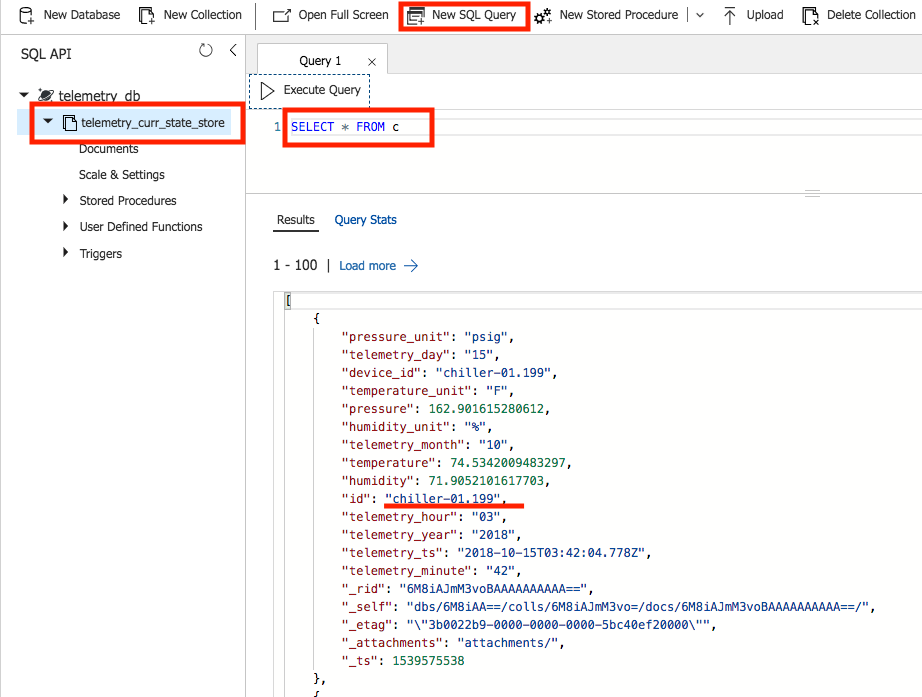 New Database New Collection Open Full Screen New SQL Query New Stored Procedure Upload Delete Collection
SQL API
Query 1
telemetry_db
Execute Query
telemetry_curr_state_store
1 SELECT * FROM c
Documents
Scale & Settings
Stored Procedures
User Defined Functions
Triggers
Results Query Stats
1 - 100 | Load more
[
{
"pressure_unit": "psig",
"telemetry_day": "15",
"device_id": "chiller-01.199",
"temperature_unit": "F",
"pressure": 162.901615280612,
"humidity_unit": "%",
"telemetry_month": "10",
"temperature": 74.5342009483297,
"humidity": 71.9052101617703,
"id": "chiller-01.199",
"telemetry_hour": "03",
"telemetry_year": "2018",
"telemetry_ts": "2018-10-15T03:42:04.778Z",
"telemetry_minute": "42",
"_rid": "6M8iAJmM3voBAAAAAAAAAA==",
"_self": "dbs/6M8iAA==/colls/6M8iAJmM3vo=/docs/6M8iAJmM3voBAAAAAAAAAA==/",
"_etag": "\"3b0022b9-0000-0000-0000-5bc40ef20000\"",
"_attachments": "attachments/",
"_ts": 1539575538
},
{